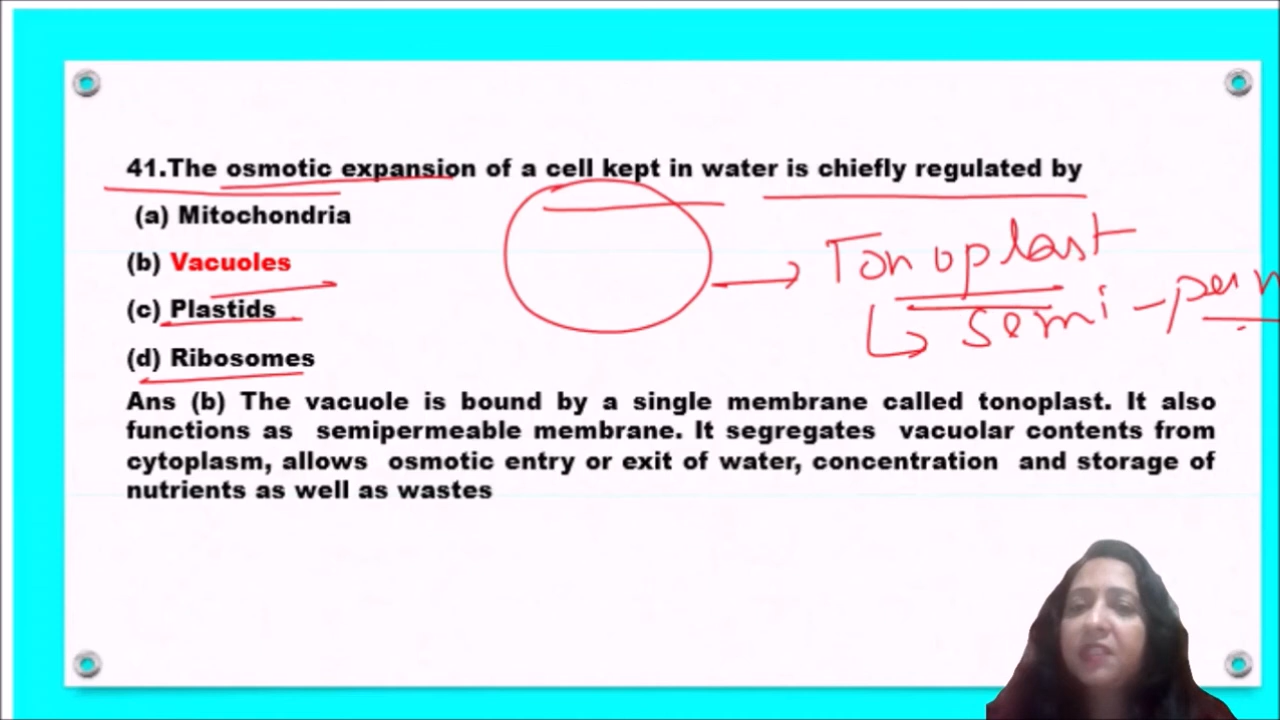 41.The osmotic expansion of a cell kept in water is chiefly regulated by
(a) Mitochondria
(b) Vacuoles
(c) Plastids
(d) Ribosomes
Tonoplast
semi-per
Ans (b) The vacuole is bound by a single membrane called tonoplast. It also
functions as semipermeable membrane. It segregates vacuolar contents from
cytoplasm, allows osmotic entry or exit of water, concentration and storage of
nutrients as well as wastes